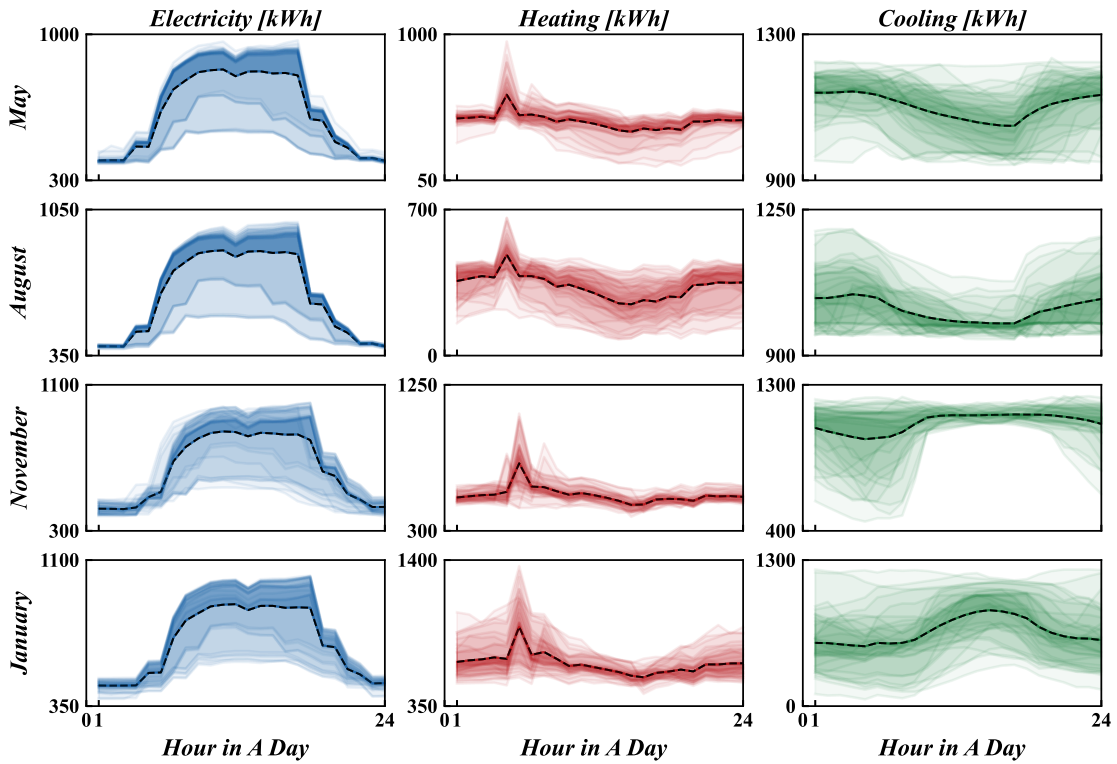 Electricity [kWh] Heating [kWh] Cooling [kWh]
1000 1000 1300
May
300 50 900
1050 700 1250
August
350 0 900
1100 1250 1300
November
300 300 400
1100 1400 1300
January
350 350 0
0 1 24 0 1 24 0 1 24
Hour in A Day Hour in A Day Hour in A Day